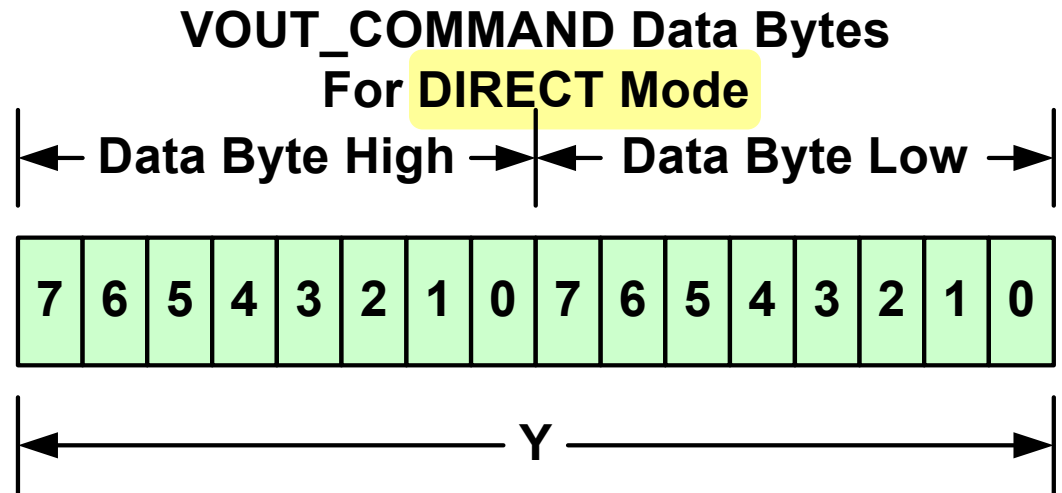 VOUT_COMMAND Data Bytes
For DIRECT Mode
Data Byte High Data Byte Low
7 6 5 4 3 2 1 0 7 6 5 4 3 2 1 0
Y